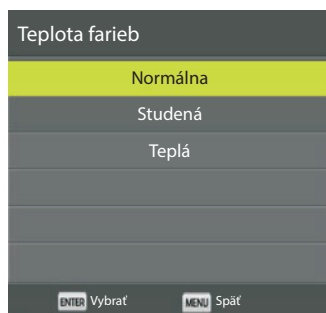 Teplota farieb
Normálna
Studená
Teplá
ENTER Vybrať MENU Späť